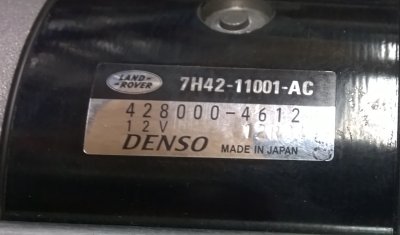 LAND-
ROVER
7H42-11001-AC
428000-4612
12V
DENSO MADE IN JAPAN